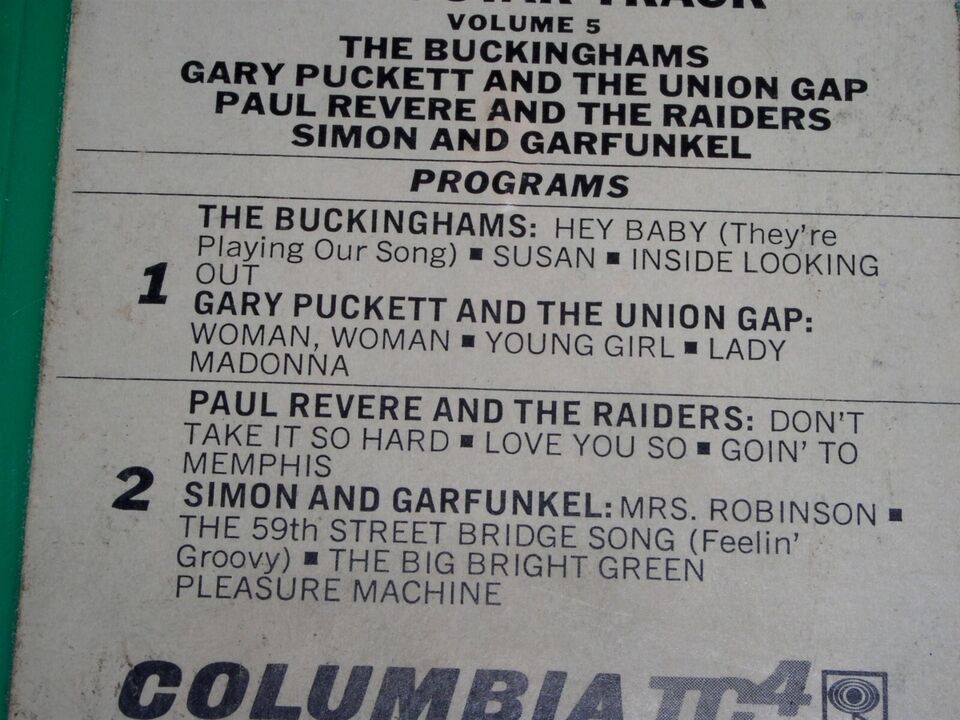 VOLUME 5
THE BUCKINGHAMS
GARY PUCKETT AND THE UNION GAP
PAUL REVERE AND THE RAIDERS
SIMON AND GARFUNKEL
PROGRAMS
1
THE BUCKINGHAMS: HEY BABY (They're
Playing Our Song) ■ SUSAN ■ INSIDE LOOKING
OUT
GARY PUCKETT AND THE UNION GAP:
WOMAN, WOMAN ■ YOUNG GIRL ■ LADY
MADONNA
2
PAUL REVERE AND THE RAIDERS: DON'T
TAKE IT SO HARD ■ LOVE YOU SO ■ GOIN' TO
MEMPHIS
SIMON AND GARFUNKEL: MRS. ROBINSON ■
THE 59th STREET BRIDGE SONG (Feelin'
Groovy) ■ THE BIG BRIGHT GREEN
PLEASURE MACHINE
COLUMBIA TC4